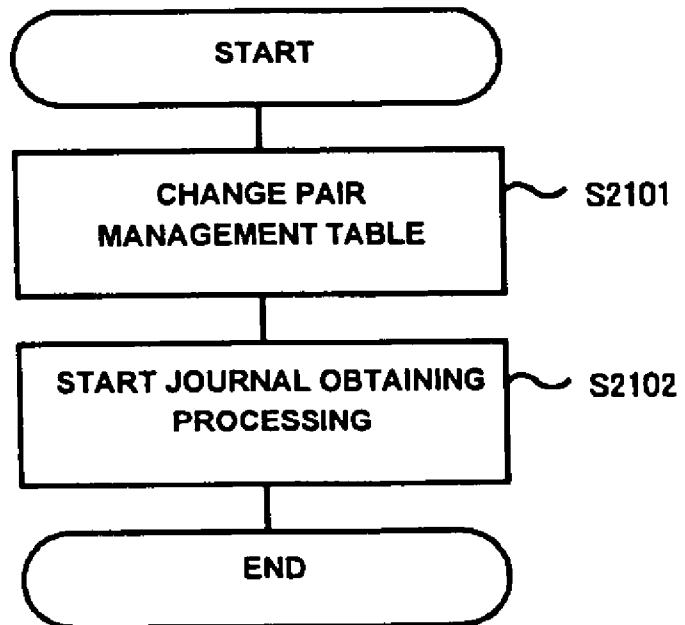 START
CHANGE PAIR
MANAGEMENT TABLE
S2101
START JOURNAL OBTAINING
PROCESSING
S2102
END